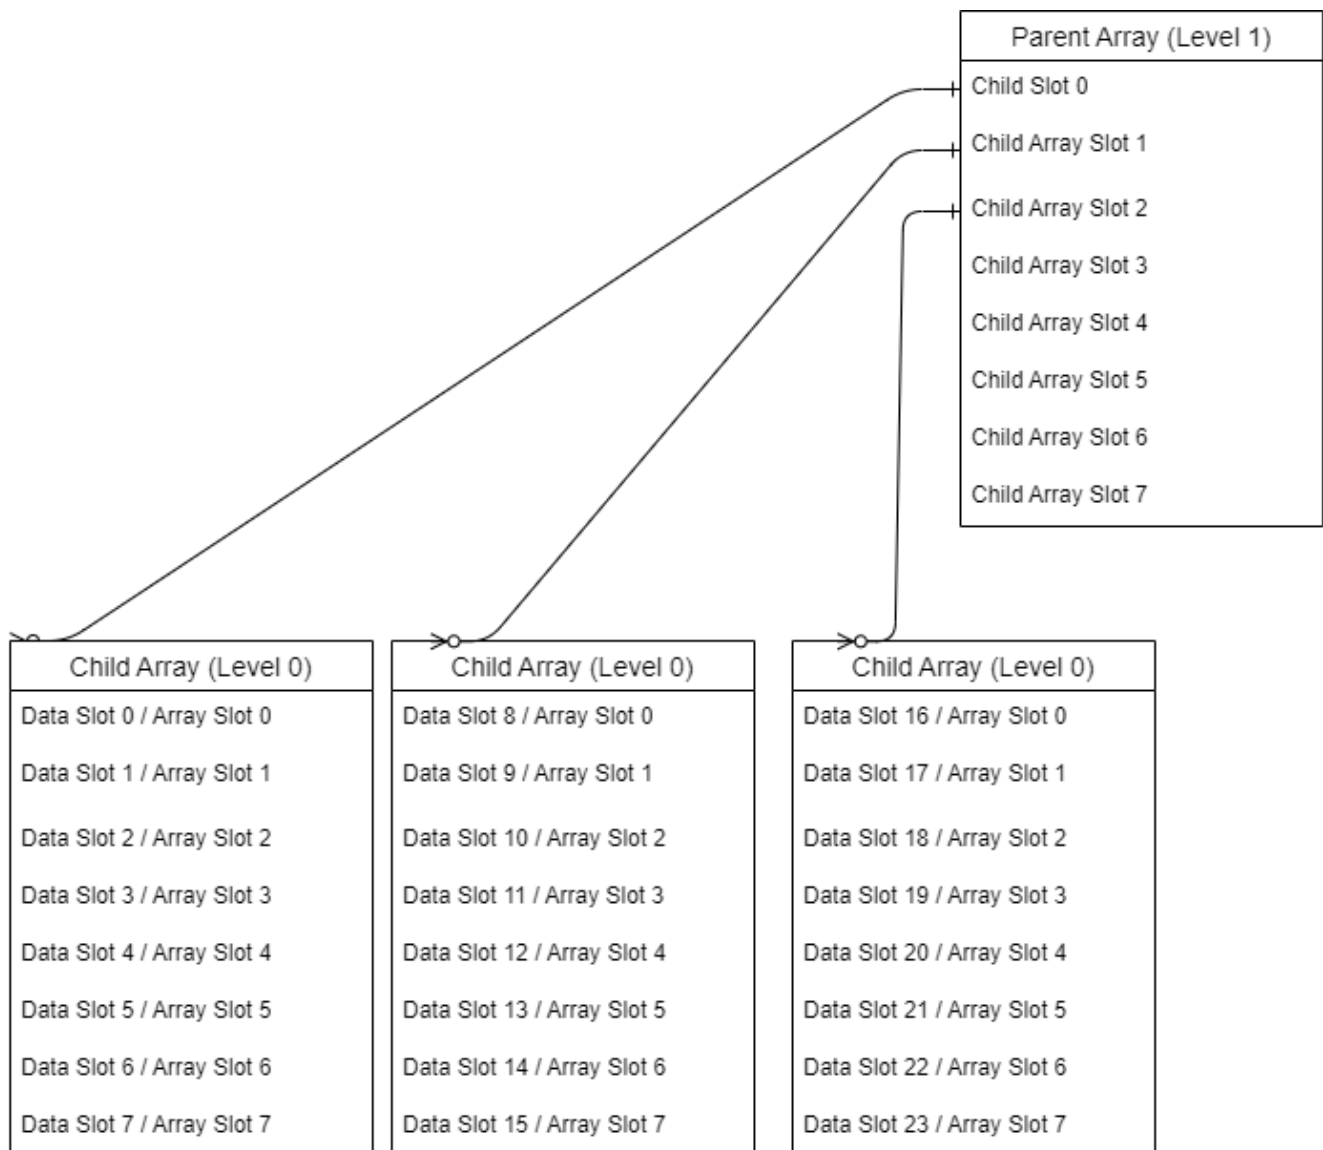 Parent Array (Level 1)
Child Slot 0
Child Array Slot 1
Child Array Slot 2
Child Array Slot 3
Child Array Slot 4
Child Array Slot 5
Child Array Slot 6
Child Array Slot 7
Child Array (Level 0)
Data Slot 0 / Array Slot 0
Data Slot 1 / Array Slot 1
Data Slot 2 / Array Slot 2
Data Slot 3 / Array Slot 3
Data Slot 4 / Array Slot 4
Data Slot 5 / Array Slot 5
Data Slot 6 / Array Slot 6
Data Slot 7 / Array Slot 7
Child Array (Level 0)
Data Slot 8 / Array Slot 0
Data Slot 9 / Array Slot 1
Data Slot 10 / Array Slot 2
Data Slot 11 / Array Slot 3
Data Slot 12 / Array Slot 4
Data Slot 13 / Array Slot 5
Data Slot 14 / Array Slot 6
Data Slot 15 / Array Slot 7
Child Array (Level 0)
Data Slot 16 / Array Slot 0
Data Slot 17 / Array Slot 1
Data Slot 18 / Array Slot 2
Data Slot 19 / Array Slot 3
Data Slot 20 / Array Slot 4
Data Slot 21 / Array Slot 5
Data Slot 22 / Array Slot 6
Data Slot 23 / Array Slot 7